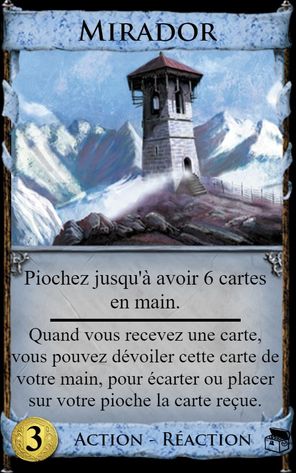 MIRADOR
Piochez jusqu'à avoir 6 cartes
en main.
Quand vous recevez une carte,
vous pouvez dévoiler cette carte de
votre main, pour écarter ou placer
sur votre pioche la carte reçue.
3 ACTION - RÉACTION